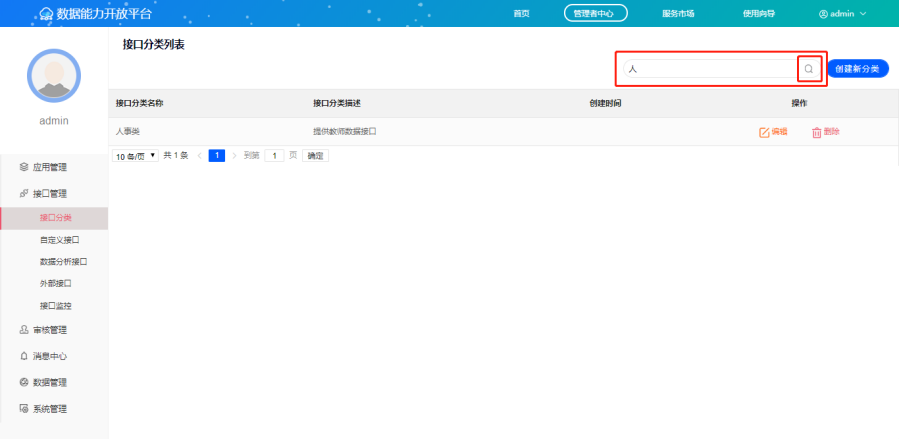 数据能力开放平台 首页 管理者中心 服务市场 使用向导 admin
接口分类列表
人 创建新分类
admin
接口分类名称 接口分类描述 创建时间 操作
人事类 提供教师数据接口 编辑 删除
10 条/页 共 1 条 1 到第 1 页 确定
应用管理
接口管理
接口分类
自定义接口
数据分析接口
外部接口
接口监控
审核管理
消息中心
数据管理
系统管理